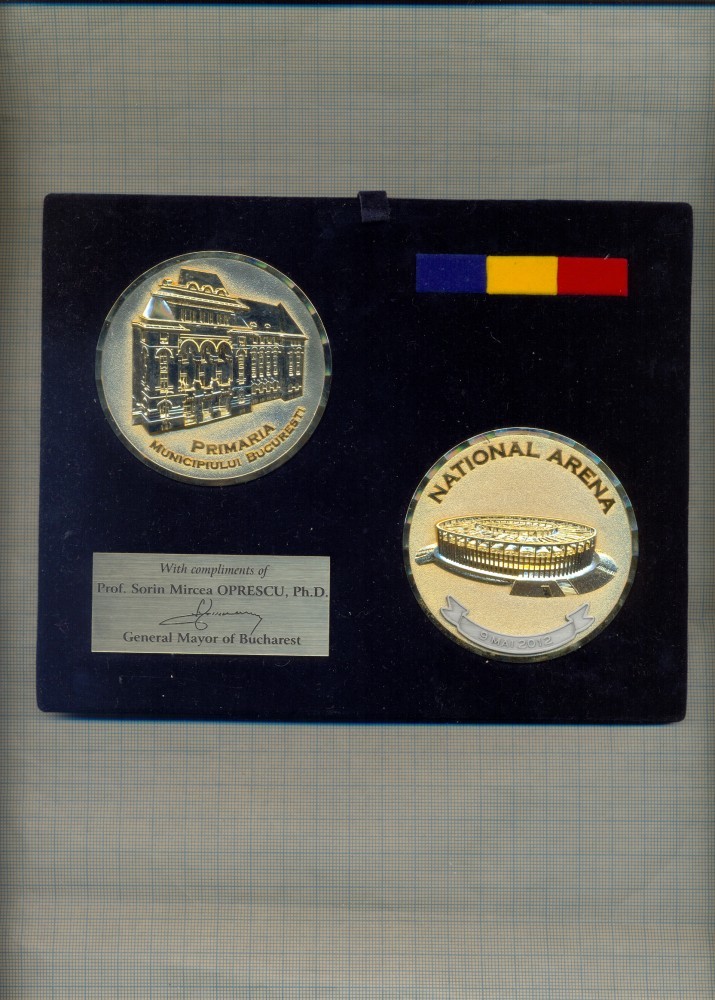 PRIMARIA
MUNICIPIULUI BUCURESTI
NATIONAL ARENA
9 MAI 2012
With compliments of
Prof. Sorin Mircea OPRESCU, Ph.D.
General Mayor of Bucharest